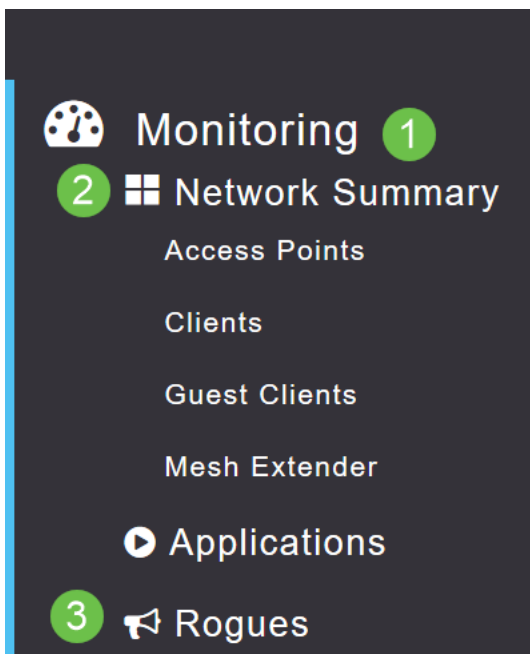 Monitoring 1
2 Network Summary
Access Points
Clients
Guest Clients
Mesh Extender
Applications
3 Rogues